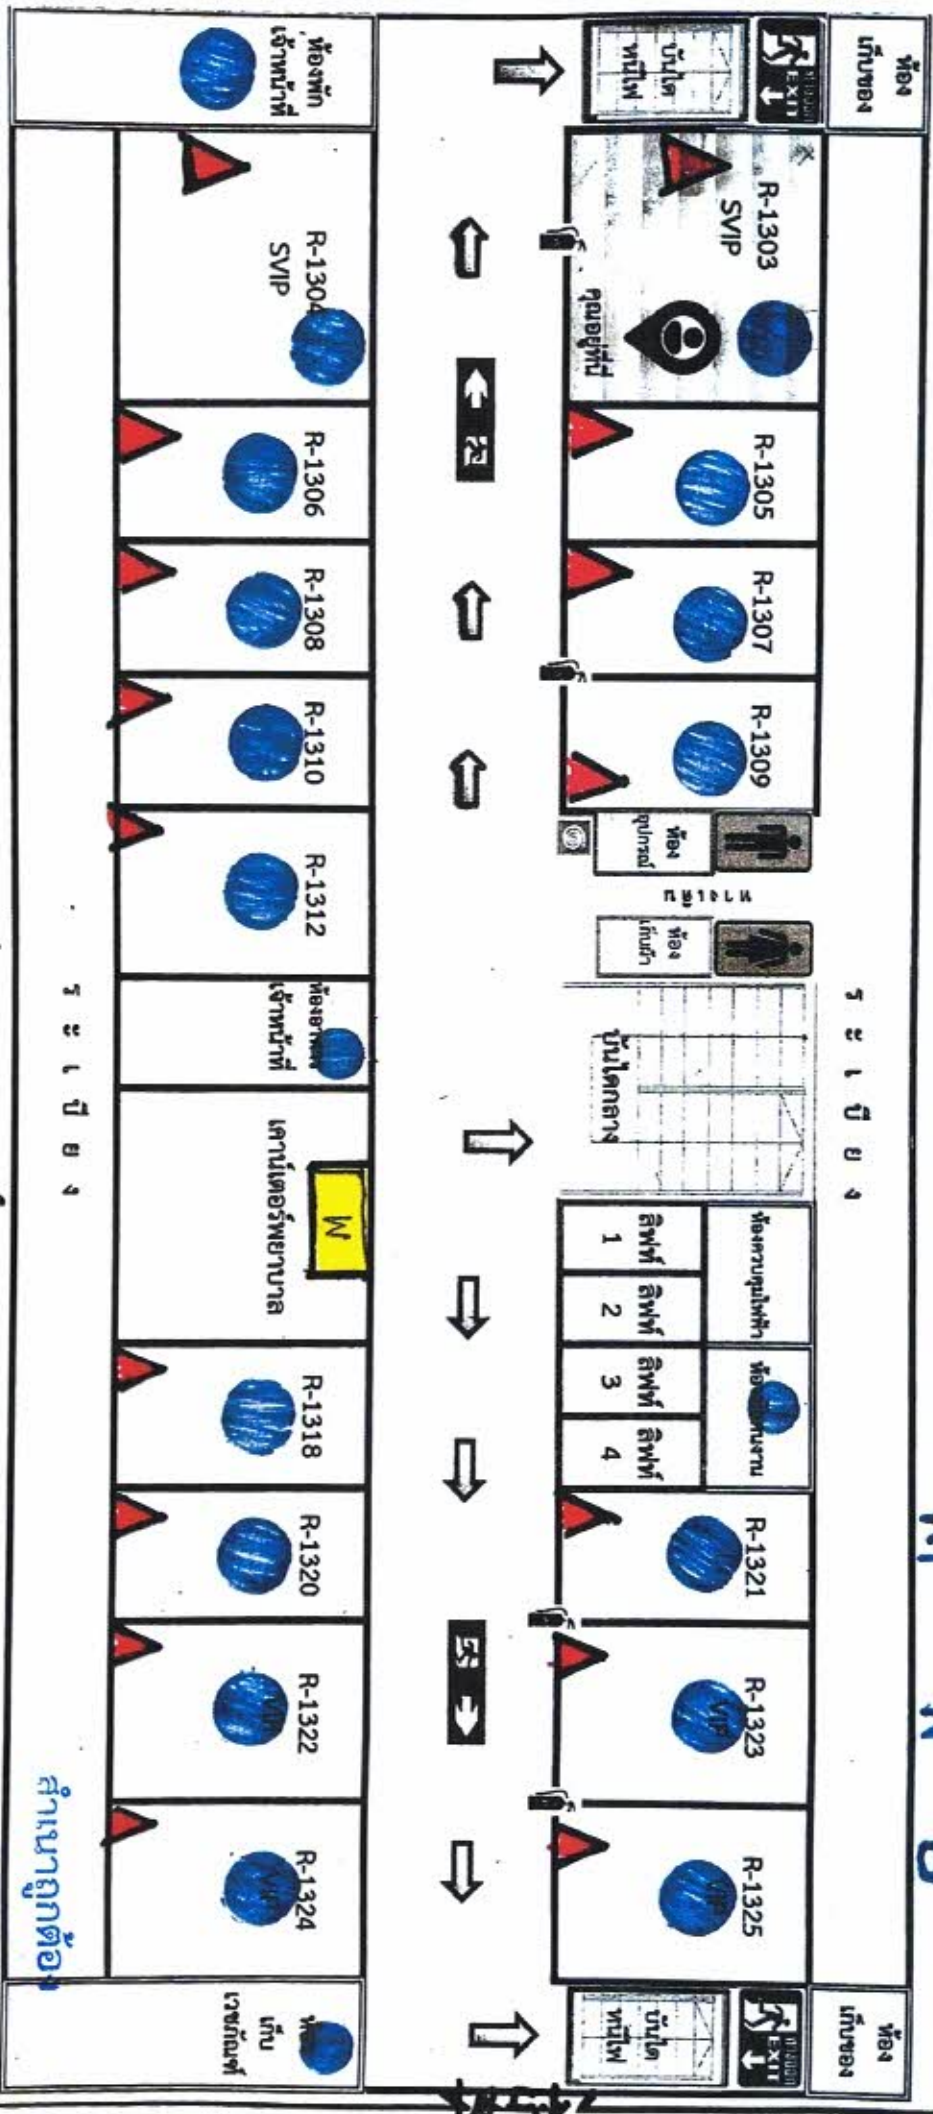 ห้อง
เก็บของ
ระเบียง
ห้อง
เก็บของ
EXIT
บันได
หนีไฟ
R-1303
SVIP
คุณอยู่ที่นี่
R-1305
R-1307
R-1309
ห้อง
อุปกรณ์
ห้อง
เก็บผ้า
บันไดกลาง
ห้องควบคุมไฟฟ้า
ลิฟท์
1
ลิฟท์
2
ลิฟท์
3
ลิฟท์
4
R-1321
R-1323
VIP
R-1325
VIP
EXIT
บันได
หนีไฟ
ห้องพัก
เจ้าหน้าที่
R-1304
SVIP
R-1306
R-1308
R-1310
R-1312
เจ้าหน้าที่
W
เคาน์เตอร์พยาบาล
R-1318
R-1320
R-1322
VIP
R-1324
VIP
เก็บ
เวชภัณฑ์
ระเบียง
สำเนาถูกต้อง